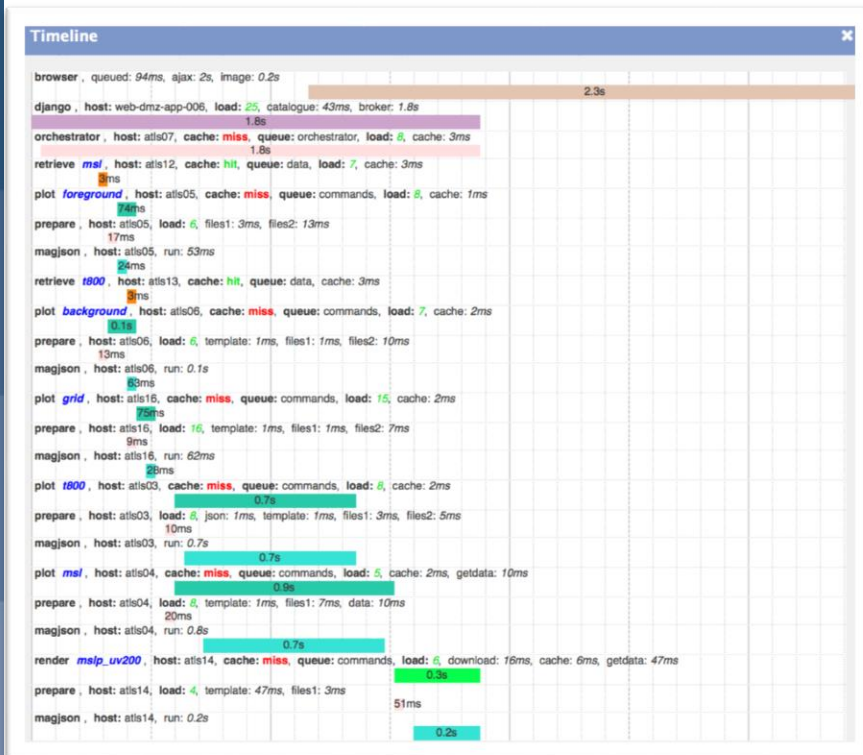 Timeline
browser , queued: 94ms, ajax: 2s, image: 0.2s
2.3s
django , host: web-dmz-app-006, load: 25, catalogue: 43ms, broker: 1.8s
1.8s
orchestrator , host: atls07, cache: miss, queue: orchestrator, load: 8, cache: 3ms
1.8s
retrieve msl , host: atls12, cache: hit, queue: data, load: 7, cache: 3ms
3ms
plot foreground , host: atls05, cache: miss, queue: commands, load: 8, cache: 1ms
74ms
prepare , host: atls05, load: 6, files1: 3ms, files2: 13ms
17ms
magjson , host: atls05, run: 53ms
24ms
retrieve t800 , host: atls13, cache: hit, queue: data, cache: 3ms
3ms
plot background , host: atls06, cache: miss, queue: commands, load: 7, cache: 2ms
0.1s
prepare , host: atls06, load: 6, template: 1ms, files1: 1ms, files2: 10ms
13ms
magjson , host: atls06, run: 0.1s
63ms
plot grid , host: atls16, cache: miss, queue: commands, load: 15, cache: 2ms
75ms
prepare , host: atls16, load: 16, template: 1ms, files1: 1ms, files2: 7ms
9ms
magjson , host: atls16, run: 62ms
28ms
plot t800 , host: atls03, cache: miss, queue: commands, load: 8, cache: 2ms
0.7s
prepare , host: atls03, load: 8, json: 1ms, template: 1ms, files1: 3ms, files2: 5ms
10ms
magjson , host: atls03, run: 0.7s
0.7s
plot msl , host: atls04, cache: miss, queue: commands, load: 5, cache: 2ms, getdata: 10ms
0.9s
prepare , host: atls04, load: 8, template: 1ms, files1: 7ms, data: 10ms
20ms
magjson , host: atls04, run: 0.8s
0.7s
render mslp_uv200 , host: atls14, cache: miss, queue: commands, load: 6, download: 16ms, cache: 6ms, getdata: 47ms
0.3s
prepare , host: atls14, load: 4, template: 47ms, files1: 3ms
51ms
magjson , host: atls14, run: 0.2s
0.2s